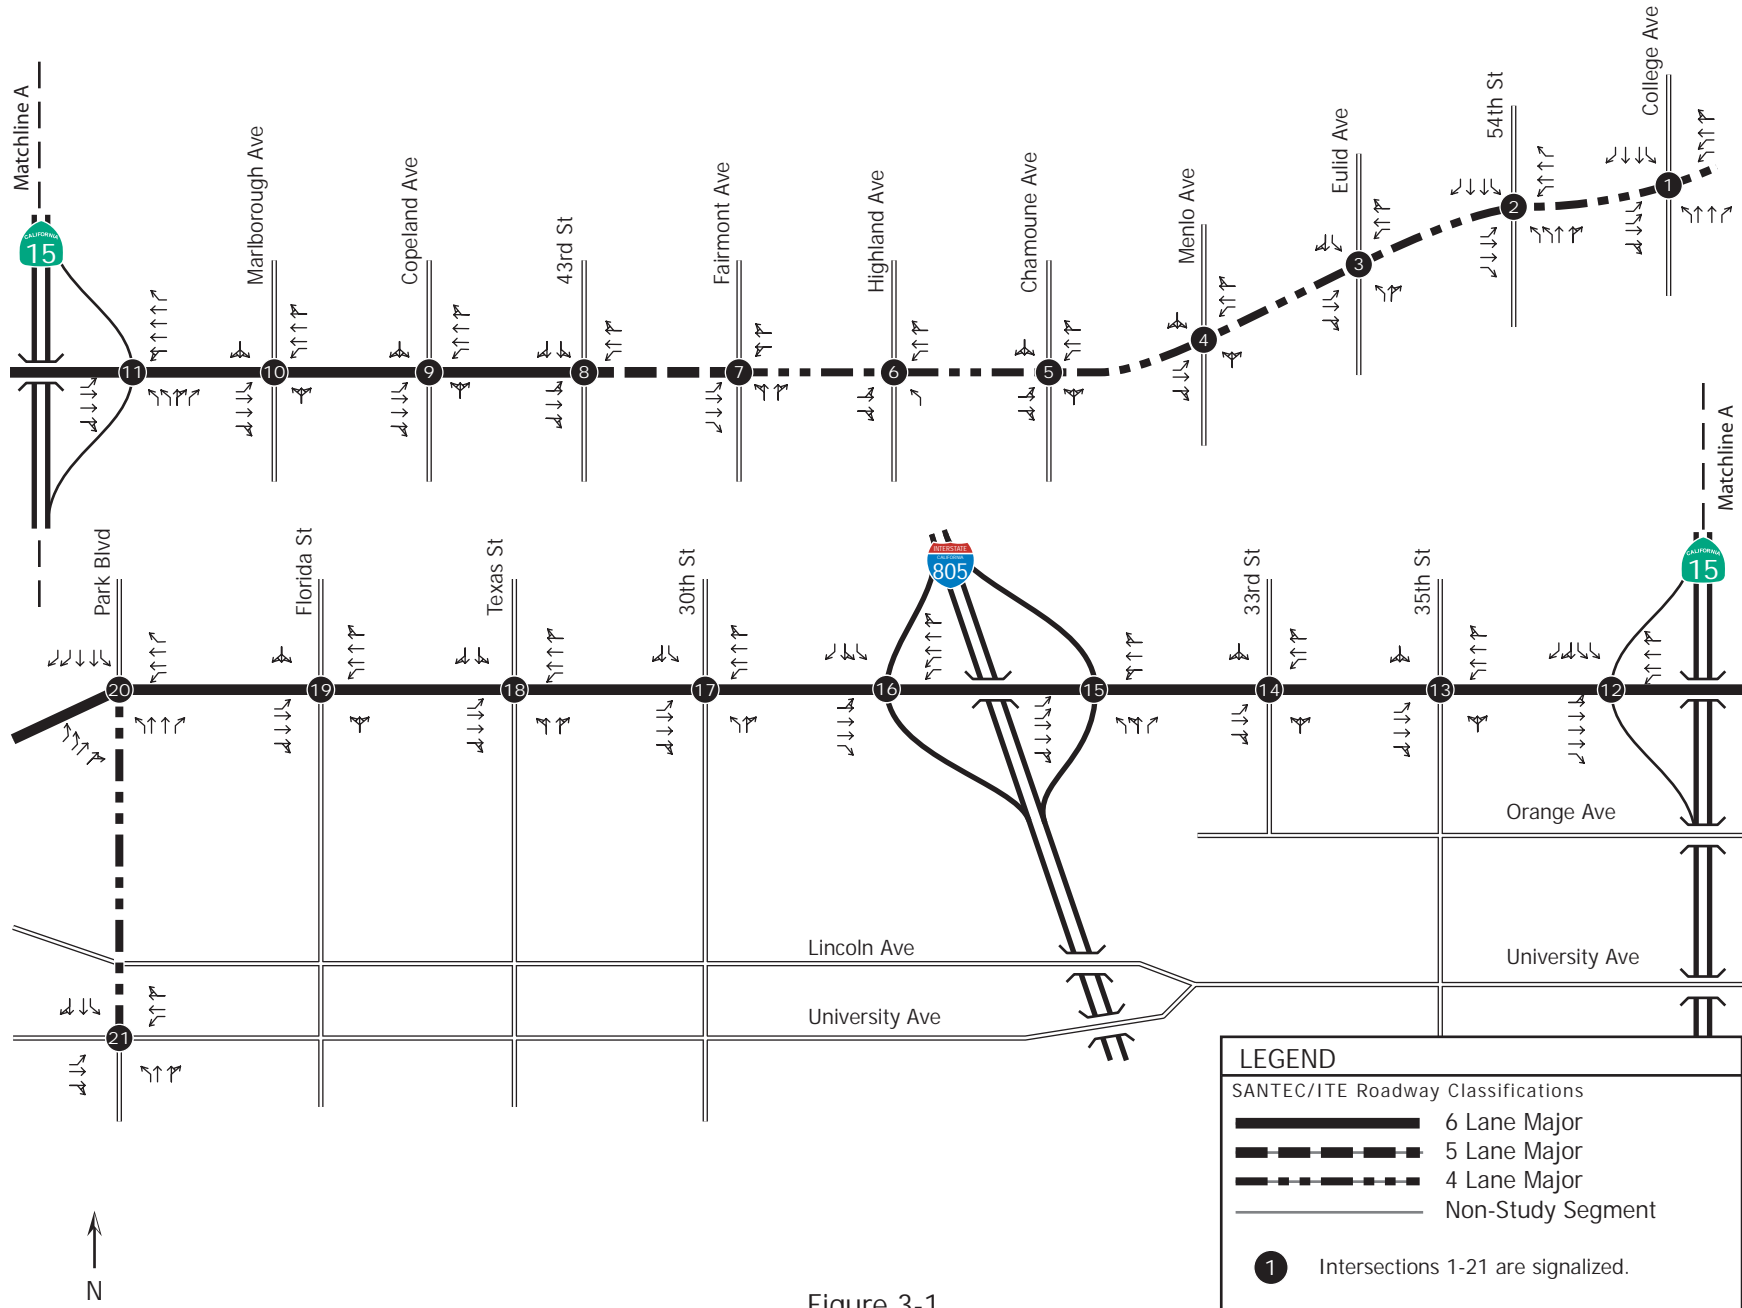 College Ave
54th St
Eulid Ave
Menlo Ave
Chamoune Ave
Highland Ave
Fairmont Ave
43rd St
Copeland Ave
Marlborough Ave
Matchline A
CALIFORNIA
15
1
2
3
4
5
6
7
8
9
10
11
Matchline A
Park Blvd
Florida St
Texas St
30th St
INTERSTATE
CALIFORNIA
805
33rd St
35th St
CALIFORNIA
15
20
19
18
17
16
15
14
13
12
Orange Ave
Lincoln Ave
University Ave
University Ave
21
LEGEND
SANTEC/ITE Roadway Classifications
6 Lane Major
5 Lane Major
4 Lane Major
Non-Study Segment
1 Intersections 1-21 are signalized.
N
Figure 3-1